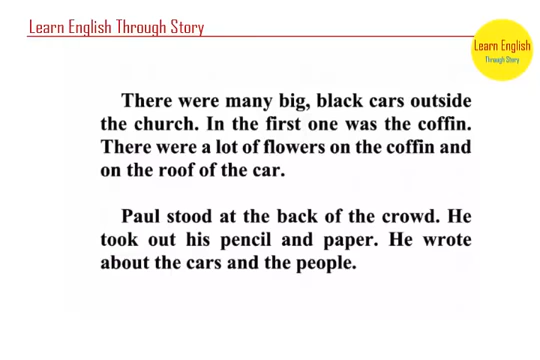 Learn English Through Story
Learn English
Through Story
There were many big, black cars outside
the church. In the first one was the coffin.
There were a lot of flowers on the coffin and
on the roof of the car.
Paul stood at the back of the crowd. He
took out his pencil and paper. He wrote
about the cars and the people.